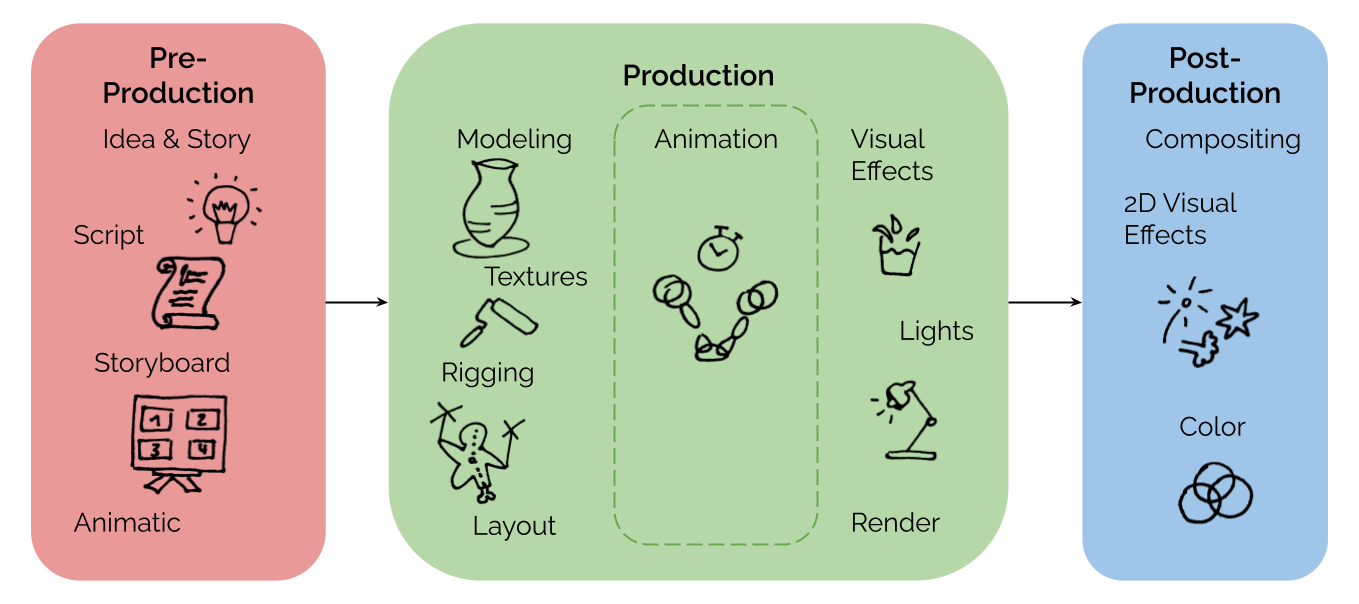 Pre-
Production
Idea & Story
Script
Storyboard
1 2
3 4
Animatic
Production
Modeling
Textures
Rigging
Layout
Animation
Visual
Effects
Lights
Render
Post-
Production
Compositing
2D Visual
Effects
Color